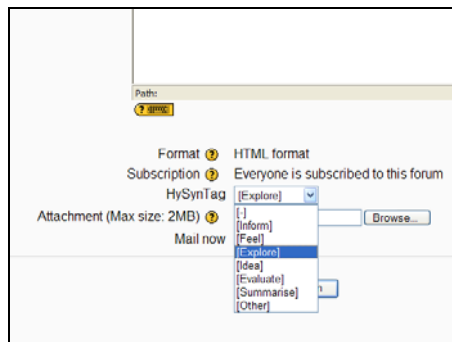 Path:
Format HTML format
Subscription Everyone is subscribed to this forum
HySynTag [Explore]
Attachment (Max size: 2MB) Browse...
Mail now
[-]
[Inform]
[Feel]
[Explore]
[Idea]
[Evaluate]
[Summarise]
[Other]